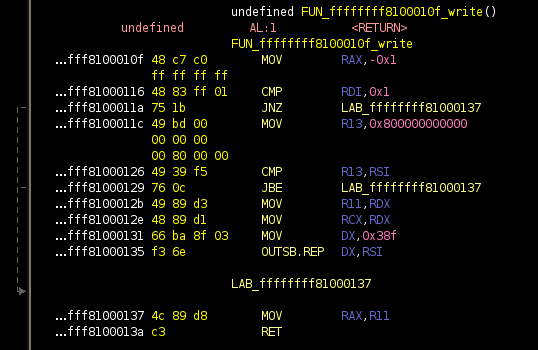 undefined FUN_ffffffff8100010f_write()
undefined AL:1 <RETURN>
FUN_ffffffff8100010f_write
...fff8100010f 48 c7 c0 MOV RAX,-0x1
ff ff ff ff
...fff81000116 48 83 ff 01 CMP RDI,0x1
...fff8100011a 75 1b JNZ LAB_ffffffff81000137
...fff8100011c 49 bd 00 MOV R13,0x800000000000
00 00 00
00 80 00 00
...fff81000126 49 39 f5 CMP R13,RSI
...fff81000129 76 0c JBE LAB_ffffffff81000137
...fff8100012b 49 89 d3 MOV R11,RDX
...fff8100012e 48 89 d1 MOV RCX,RDX
...fff81000131 66 ba 8f 03 MOV DX,0x38f
...fff81000135 f3 6e OUTSB.REP DX,RSI
LAB_ffffffff81000137
...fff81000137 4c 89 d8 MOV RAX,R11
...fff8100013a c3 RET